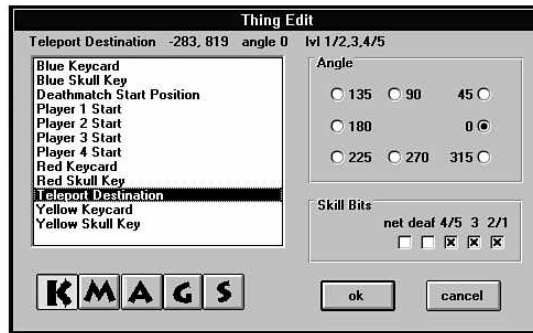 Thing Edit
Teleport Destination -283, 819 angle 0 lvl 1/2,3,4/5
Blue Keycard
Blue Skull Key
Deathmatch Start Position
Player 1 Start
Player 2 Start
Player 3 Start
Player 4 Start
Red Keycard
Red Skull Key
Teleport Destination
Yellow Keycard
Yellow Skull Key
Angle
135 90 45
180 0
225 270 315
Skill Bits
net deaf 4/5 3 2/1
K M A G S
ok cancel